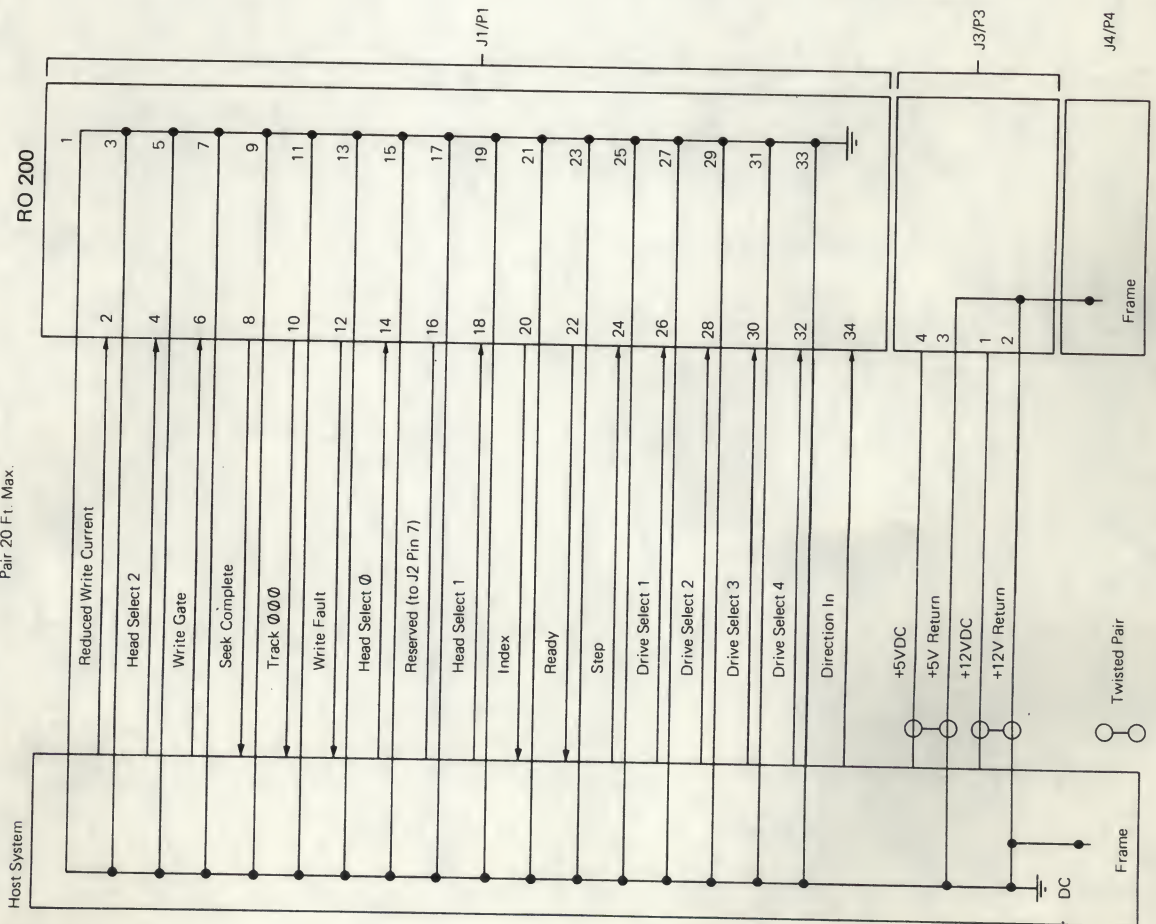 Pair 20 Ft. Max.
Host System
RO 200
Reduced Write Current
1
2
Head Select 2
3
4
Write Gate
5
6
Seek Complete
7
8
Track 000
9
10
Write Fault
11
12
Head Select 0
13
14
Reserved (to J2 Pin 7)
15
16
Head Select 1
17
18
Index
19
20
Ready
21
22
Step
23
24
Drive Select 1
25
26
Drive Select 2
27
28
Drive Select 3
29
30
Drive Select 4
31
32
Direction In
33
34
J1/P1
+5VDC
4
+5V Return
3
+12VDC
1
+12V Return
2
J3/P3
DC
Frame
Twisted Pair
Frame
J4/P4